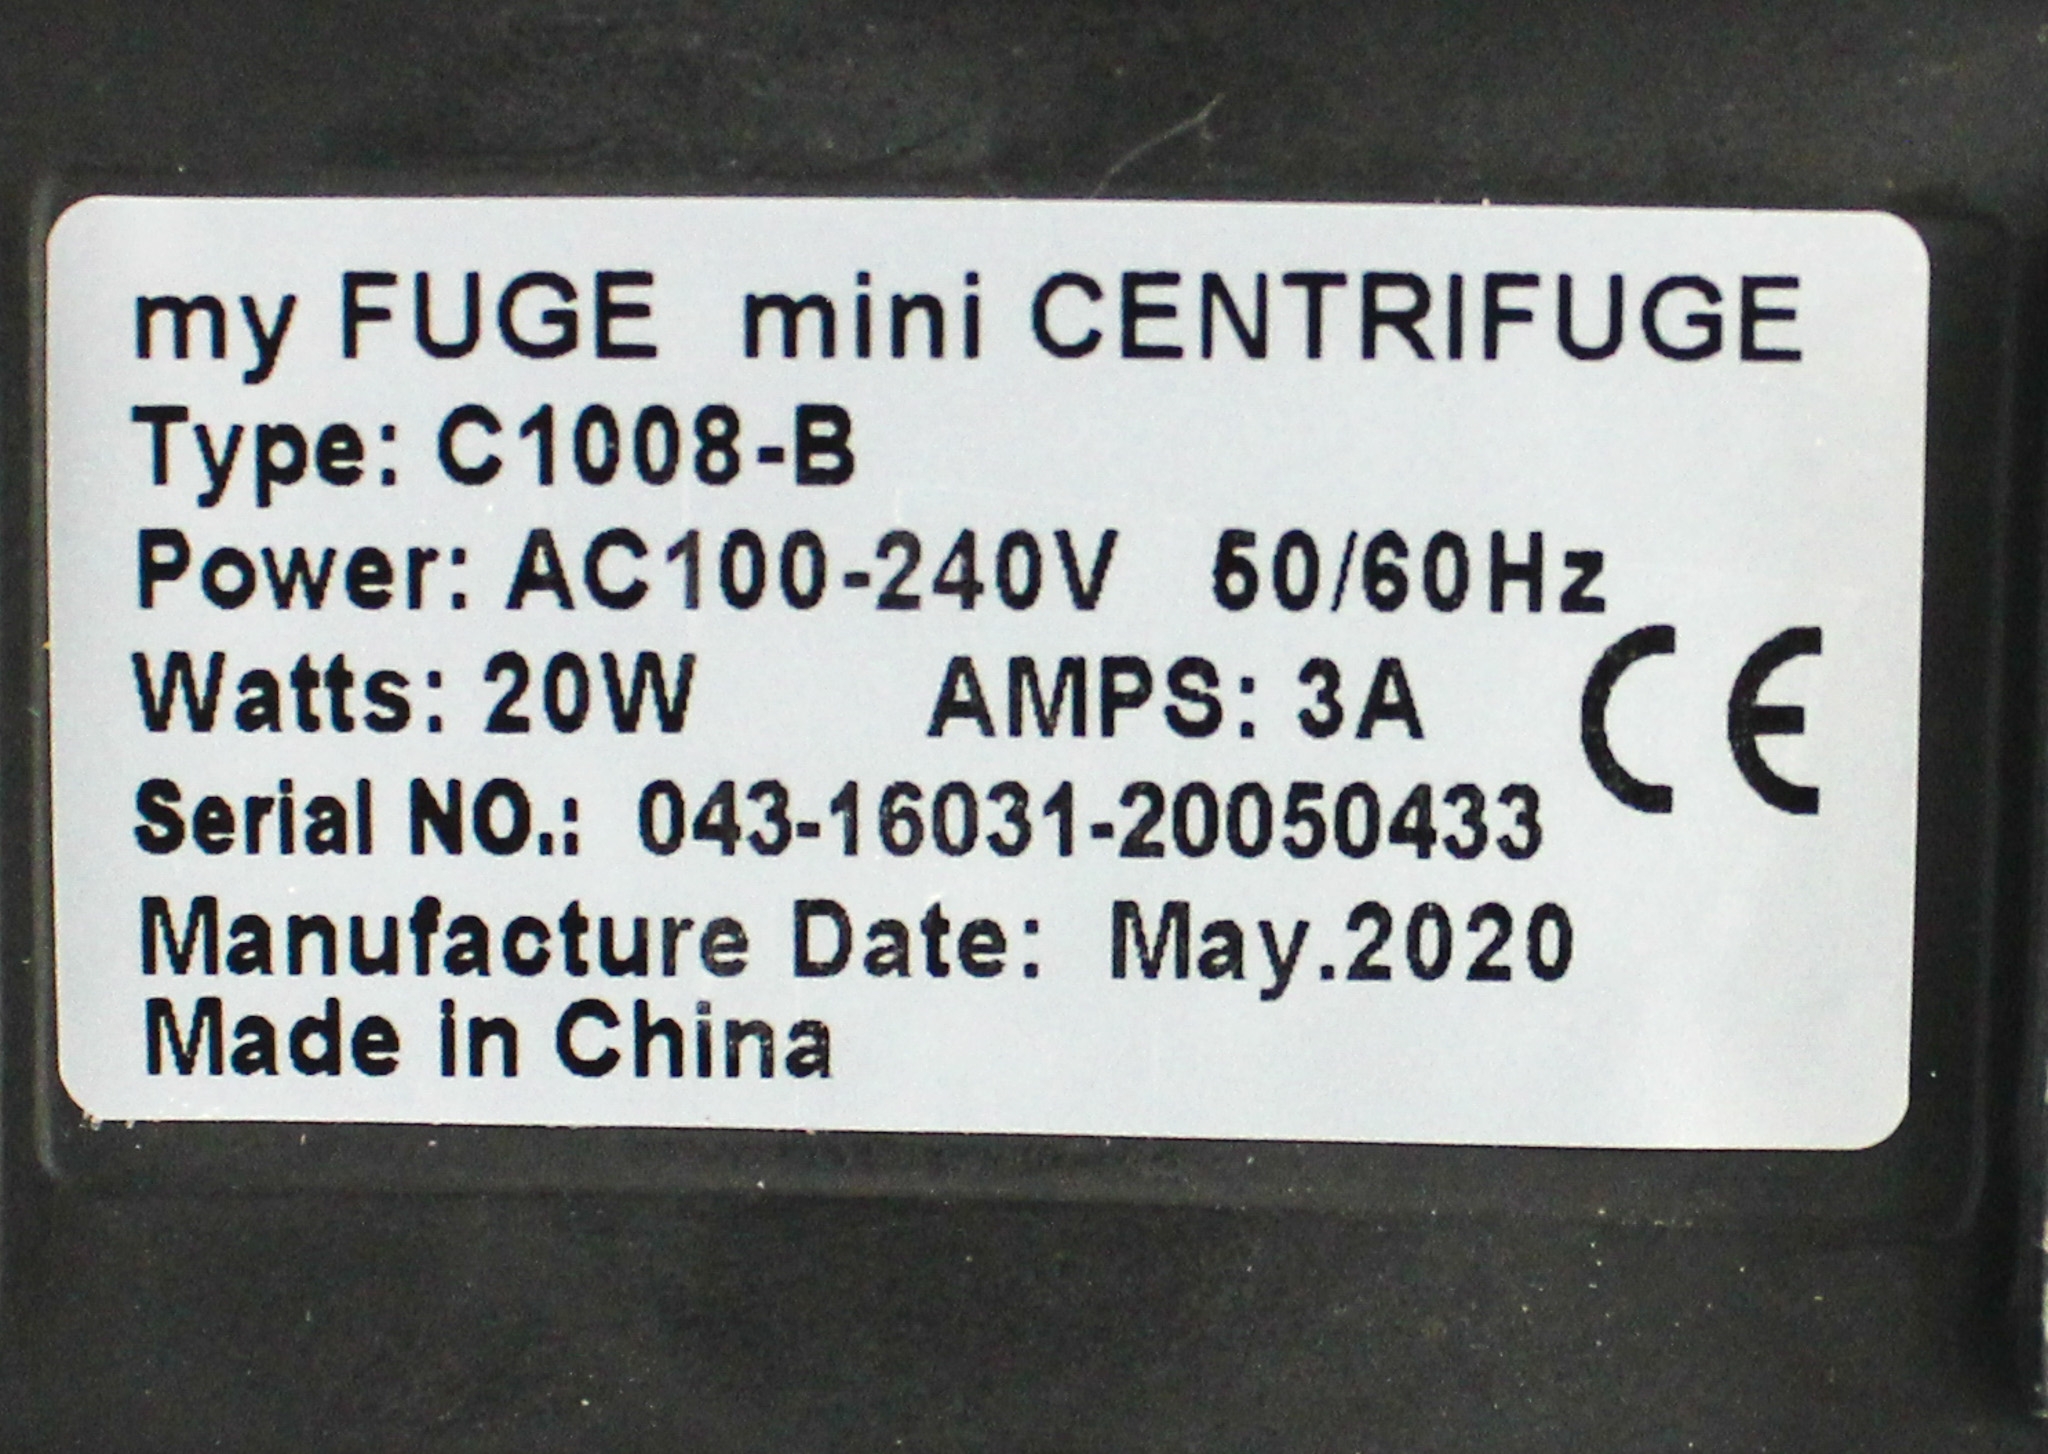 my FUGE mini CENTRIFUGE
Type: C1008-B
Power: AC100-240V 50/60Hz
Watts: 20W AMPS: 3A CE
Serial NO.: 043-16031-20050433
Manufacture Date: May.2020
Made in China